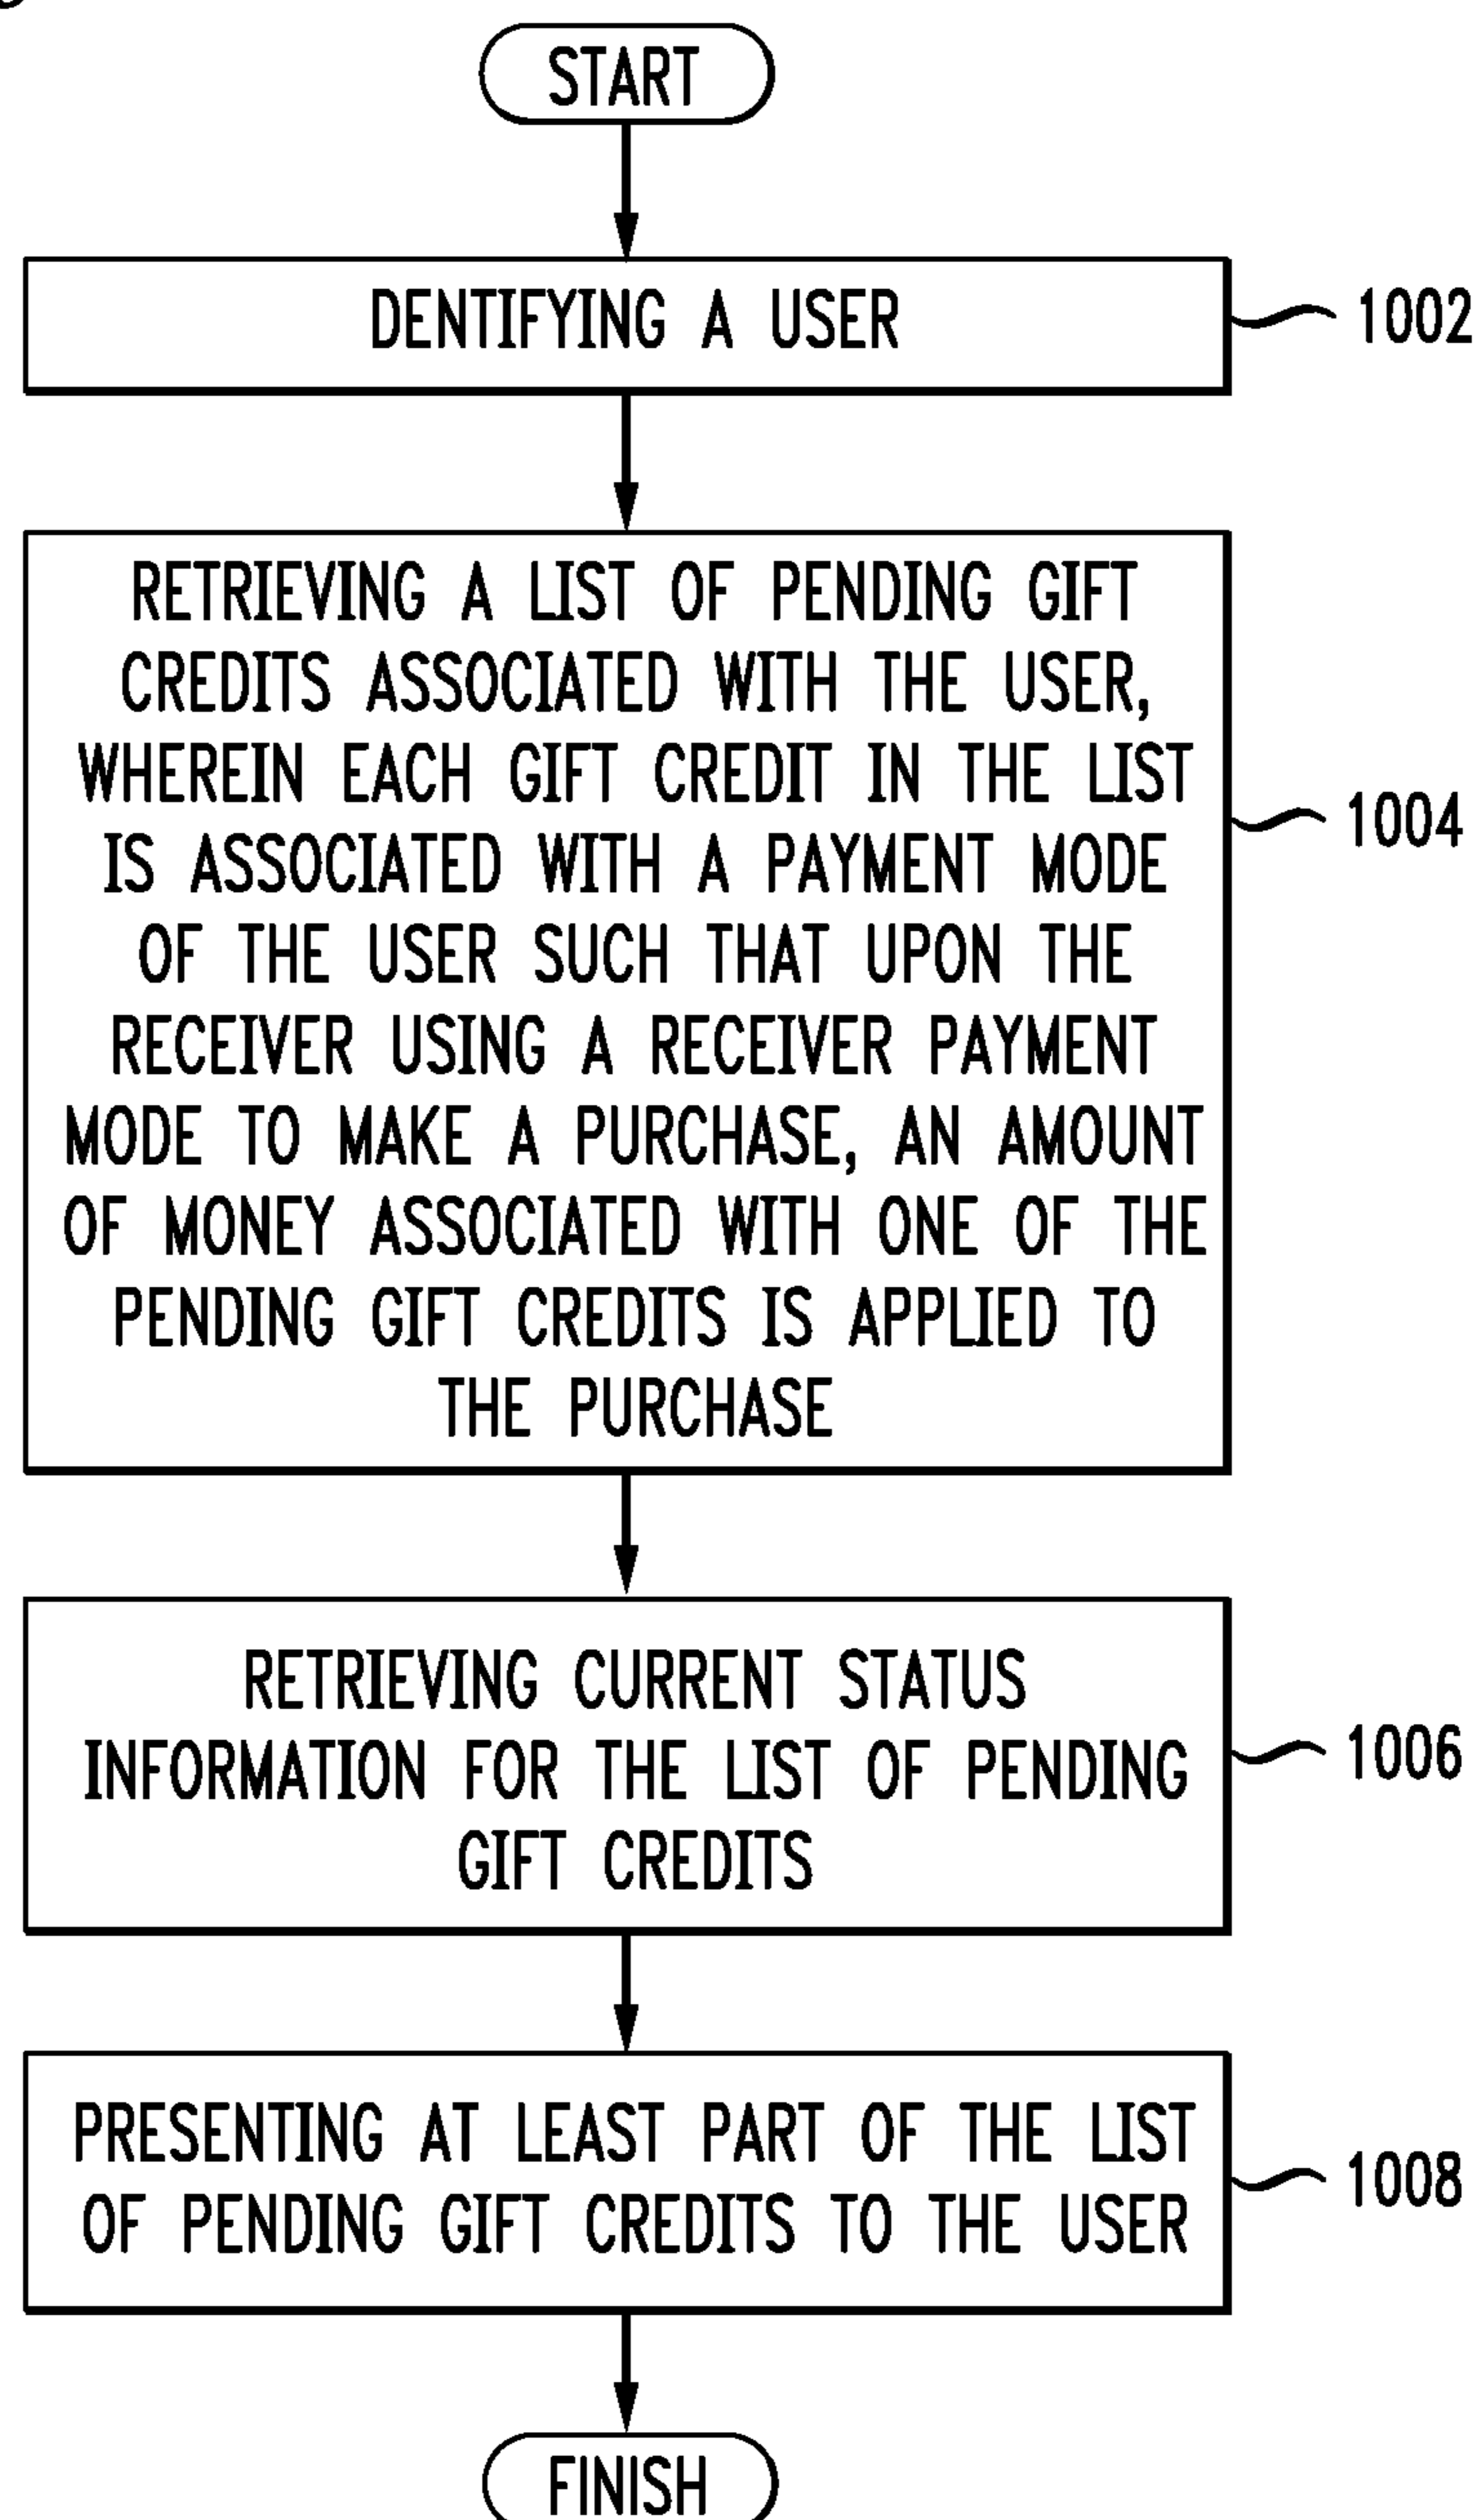 START
DENTIFYING A USER
1002
RETRIEVING A LIST OF PENDING GIFT
CREDITS ASSOCIATED WITH THE USER,
WHEREIN EACH GIFT CREDIT IN THE LIST
IS ASSOCIATED WITH A PAYMENT MODE
OF THE USER SUCH THAT UPON THE
RECEIVER USING A RECEIVER PAYMENT
MODE TO MAKE A PURCHASE, AN AMOUNT
OF MONEY ASSOCIATED WITH ONE OF THE
PENDING GIFT CREDITS IS APPLIED TO
THE PURCHASE
1004
RETRIEVING CURRENT STATUS
INFORMATION FOR THE LIST OF PENDING
GIFT CREDITS
1006
PRESENTING AT LEAST PART OF THE LIST
OF PENDING GIFT CREDITS TO THE USER
1008
FINISH